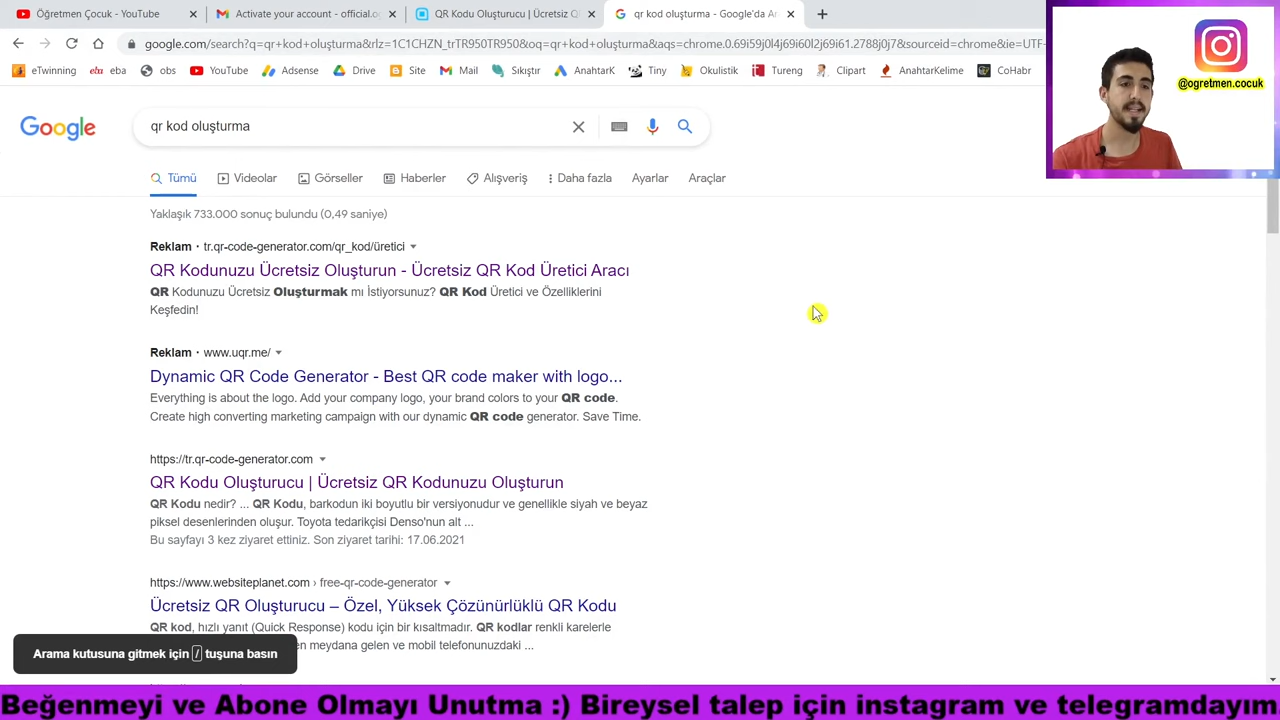 Öğretmen Çocuk - YouTube
Activate your account - official.og
QR Kodu Oluşturucu | Ücretsiz QR
qr kod oluşturma - Google'da Ar
google.com/search?q=qr+kod+oluşturma&rlz=1C1CHZN_trTR950TR950&oq=qr+kod+oluşturma&aqs=chrome.0.69i59j0l4j69i60l2j69i61.2788j0j7&sourceid=chrome&ie=UTF-
eTwinning
eba eba
obs
YouTube
Adsense
Drive
Site
Mail
Sıkıştır
AnahtarK
Tiny
Okulistik
Tureng
Clipart
AnahtarKelime
CoHabr
@ogretmen.cocuk
Google
qr kod oluşturma
Tümü
Videolar
Görseller
Haberler
Alışveriş
Daha fazla
Ayarlar
Araçlar
Yaklaşık 733.000 sonuç bulundu (0,49 saniye)
Reklam · tr.qr-code-generator.com/qr_kod/üretici
QR Kodunuzu Ücretsiz Oluşturun - Ücretsiz QR Kod Üretici Aracı
QR Kodunuzu Ücretsiz Oluşturmak mı İstiyorsunuz? QR Kod Üretici ve Özelliklerini
Keşfedin!
Reklam · www.uqr.me/
Dynamic QR Code Generator - Best QR code maker with logo...
Everything is about the logo. Add your company logo, your brand colors to your QR code.
Create high converting marketing campaign with our dynamic QR code generator. Save Time.
https://tr.qr-code-generator.com
QR Kodu Oluşturucu | Ücretsiz QR Kodunuzu Oluşturun
QR Kodu nedir? ... QR Kodu, barkodun iki boyutlu bir versiyonudur ve genellikle siyah ve beyaz
piksel desenlerinden oluşur. Toyota tedarikçisi Denso'nun alt ...
Bu sayfayı 3 kez ziyaret ettiniz. Son ziyaret tarihi: 17.06.2021
https://www.websiteplanet.com › free-qr-code-generator
Ücretsiz QR Oluşturucu – Özel, Yüksek Çözünürlüklü QR Kodu
QR kod, hızlı yanıt (Quick Response) kodu için bir kısaltmadır. QR kodlar renkli karelerle
en meydana gelen ve mobil telefonunuzdaki ...
Arama kutusuna gitmek için / tuşuna basın
Beğenmeyi ve Abone Olmayı Unutma :) Bireysel talep için instagram ve telegramdayım